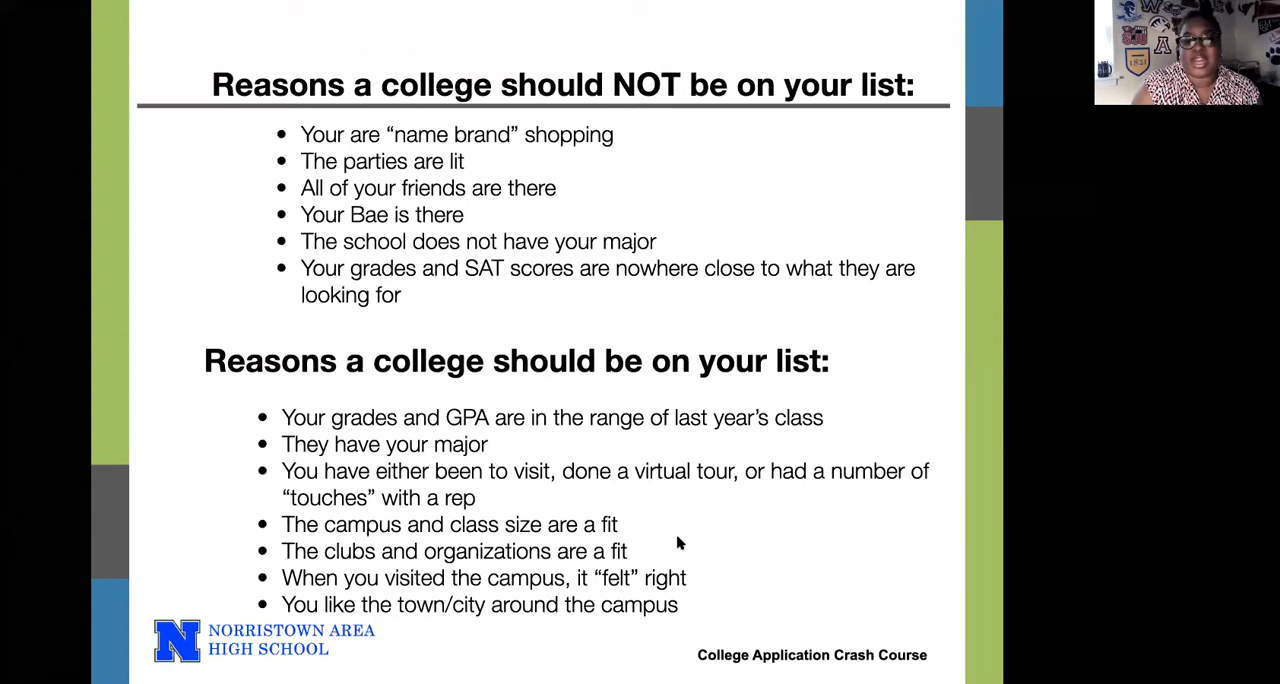 Reasons a college should NOT be on your list:
• Your are “name brand” shopping
• The parties are lit
• All of your friends are there
• Your Bae is there
• The school does not have your major
• Your grades and SAT scores are nowhere close to what they are
looking for
Reasons a college should be on your list:
• Your grades and GPA are in the range of last year’s class
• They have your major
• You have either been to visit, done a virtual tour, or had a number of
“touches” with a rep
• The campus and class size are a fit
• The clubs and organizations are a fit
• When you visited the campus, it “felt” right
• You like the town/city around the campus
N
NORRISTOWN AREA
HIGH SCHOOL
College Application Crash Course
W
A
1821